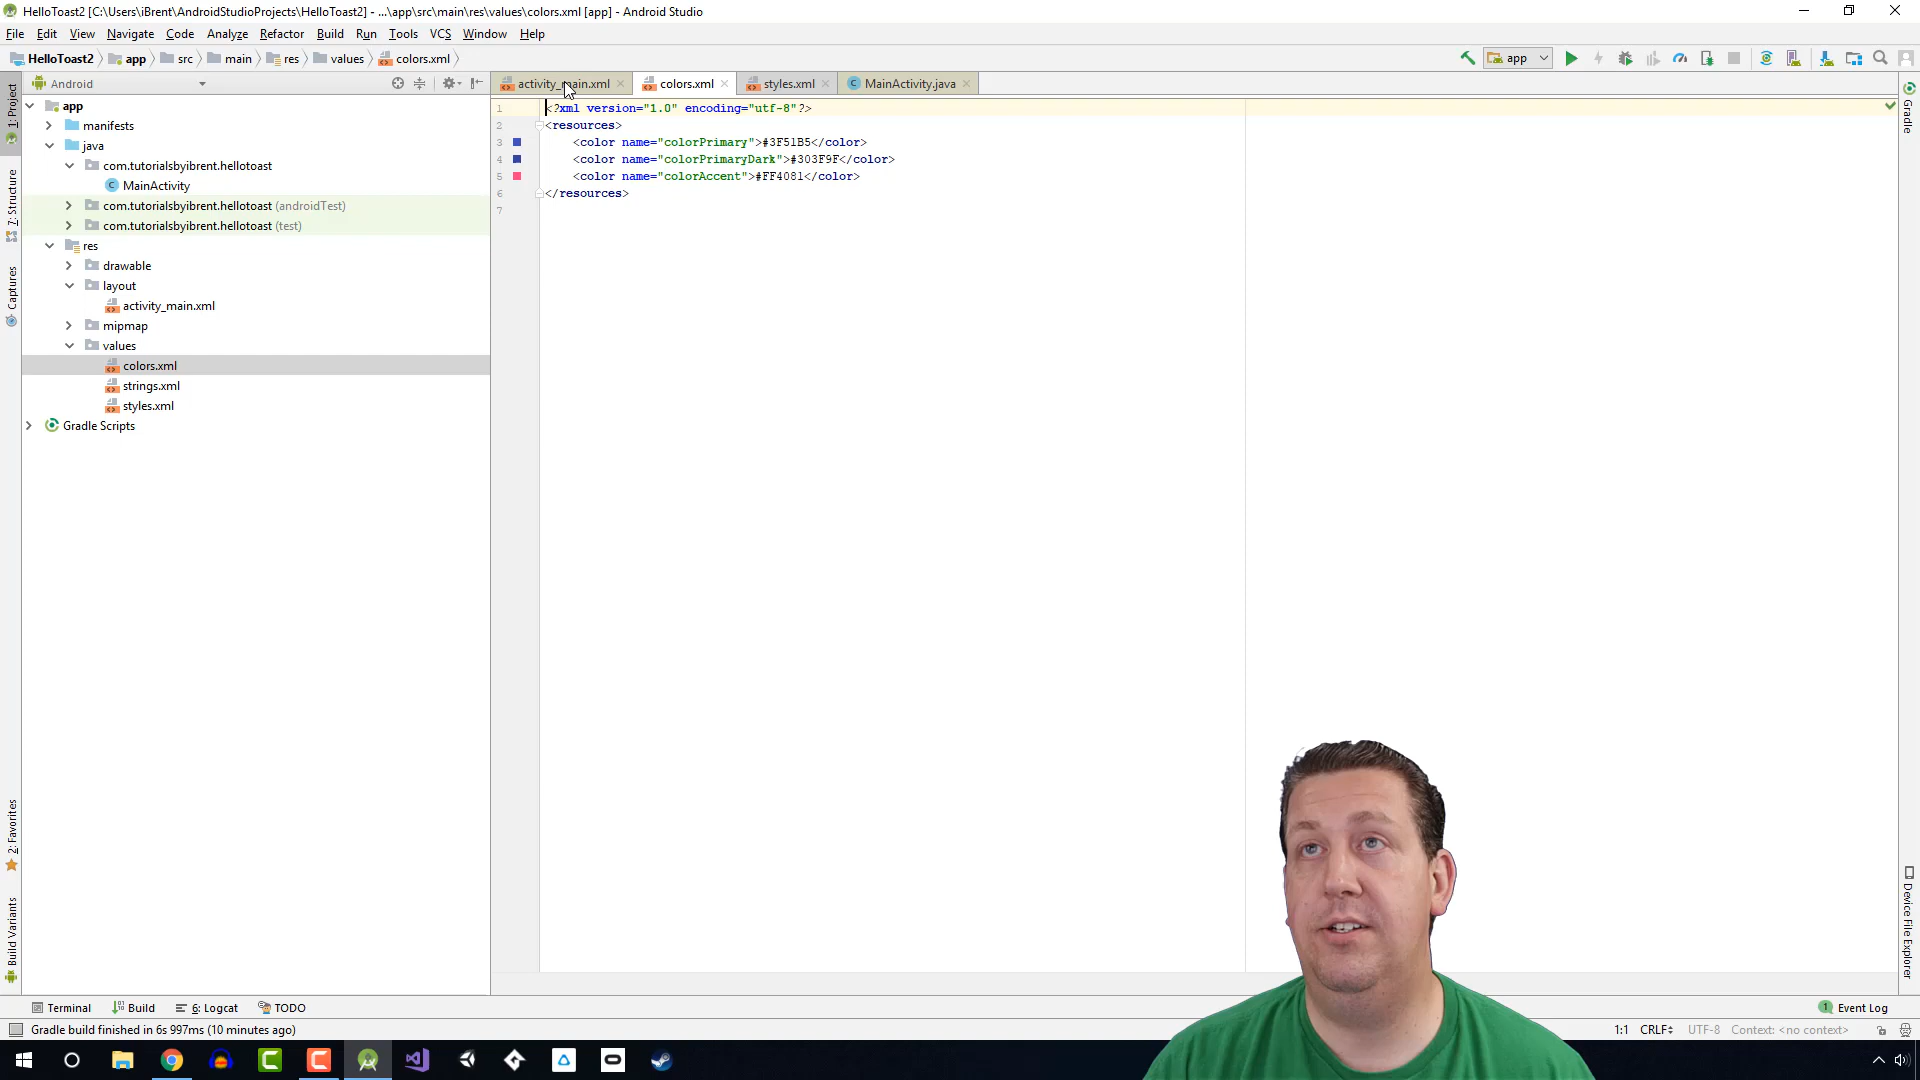 HelloToast2 [C:\Users\iBrent\AndroidStudioProjects\HelloToast2] - ...\app\src\main\res\values\colors.xml [app] - Android Studio
File Edit View Navigate Code Analyze Refactor Build Run Tools VCS Window Help
HelloToast2 app src main res values colors.xml app
Android
activity_main.xml colors.xml styles.xml MainActivity.java
1: Project
7: Structure
Captures
2: Favorites
Build Variants
app
manifests
java
com.tutorialsbyibrent.hellotoast
MainActivity
com.tutorialsbyibrent.hellotoast (androidTest)
com.tutorialsbyibrent.hellotoast (test)
res
drawable
layout
activity_main.xml
mipmap
values
colors.xml
strings.xml
styles.xml
Gradle Scripts
1 <?xml version="1.0" encoding="utf-8"?>
2 <resources>
3 <color name="colorPrimary">#3F51B5</color>
4 <color name="colorPrimaryDark">#303F9F</color>
5 <color name="colorAccent">#FF4081</color>
6 </resources>
7
Gradle
Device File Explorer
Terminal Build 6: Logcat TODO 1 Event Log
Gradle build finished in 6s 997ms (10 minutes ago) 1:1 CRLF UTF-8 Context: <no context>